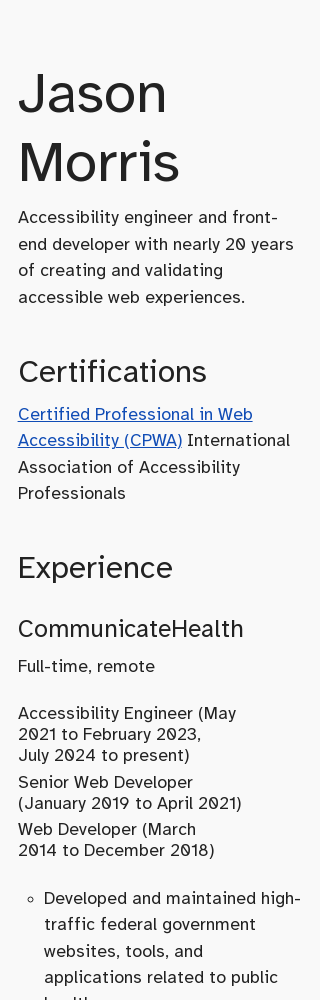 Jason
Morris
Accessibility engineer and front-
end developer with nearly 20 years
of creating and validating
accessible web experiences.
Certifications
Certified Professional in Web
Accessibility (CPWA) International
Association of Accessibility
Professionals
Experience
CommunicateHealth
Full-time, remote
Accessibility Engineer (May
2021 to February 2023,
July 2024 to present)
Senior Web Developer
(January 2019 to April 2021)
Web Developer (March
2014 to December 2018)
Developed and maintained high-
traffic federal government
websites, tools, and
applications related to public